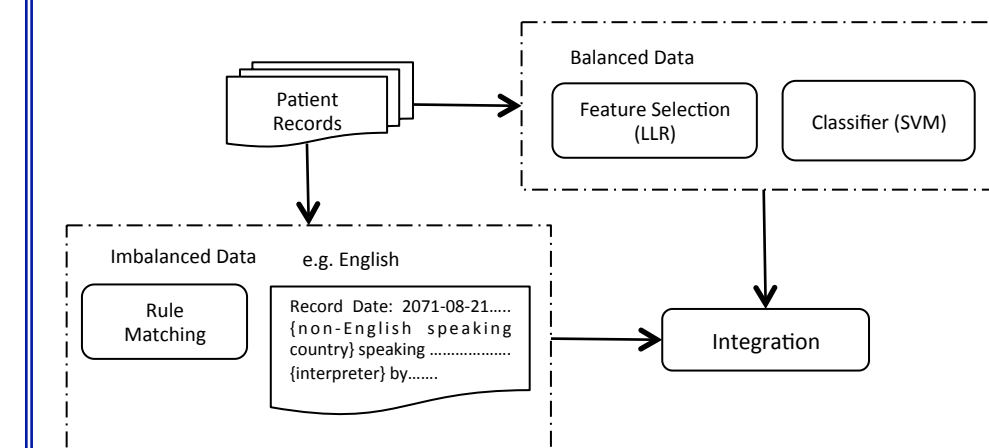 Balanced Data
Patient
Records
Feature Selection
(LLR)
Classifier (SVM)
Imbalanced Data
e.g. English
Rule
Matching
Record Date: 2071-08-21.....
{non-English speaking
country} speaking ...................
{interpreter} by.......
Integration